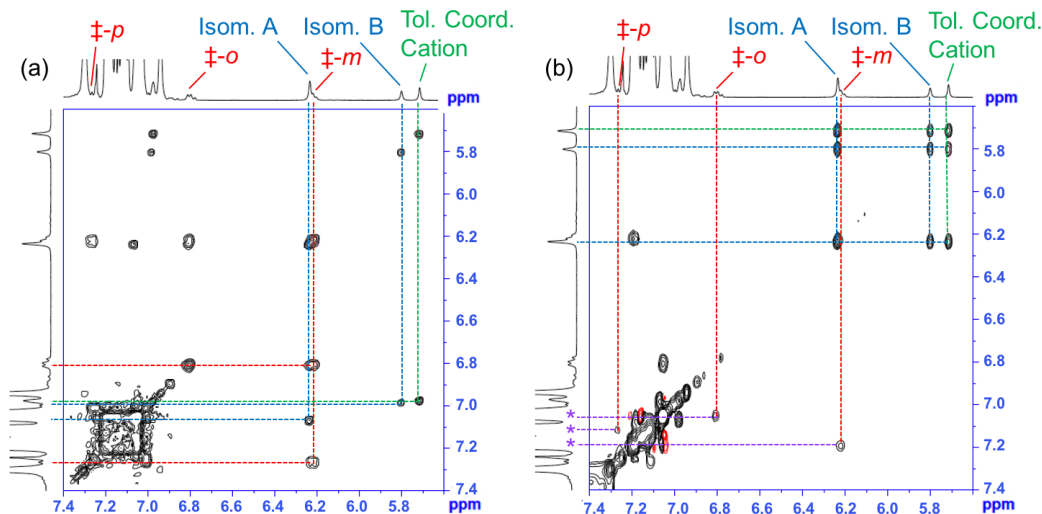 (a)
‡-p
‡-o
Isom. A
Isom. B
‡-m
Tol. Coord.
Cation
ppm
5.8
6.0
6.2
6.4
6.6
6.8
7.0
7.2
7.4
7.4 7.2 7.0 6.8 6.6 6.4 6.2 6.0 5.8 ppm
(b)
‡-p
‡-o
Isom. A
Isom. B
‡-m
Tol. Coord.
Cation
ppm
5.8
6.0
6.2
6.4
6.6
6.8
7.0
*
*
7.2
*
7.4
7.4 7.2 7.0 6.8 6.6 6.4 6.2 6.0 5.8 ppm